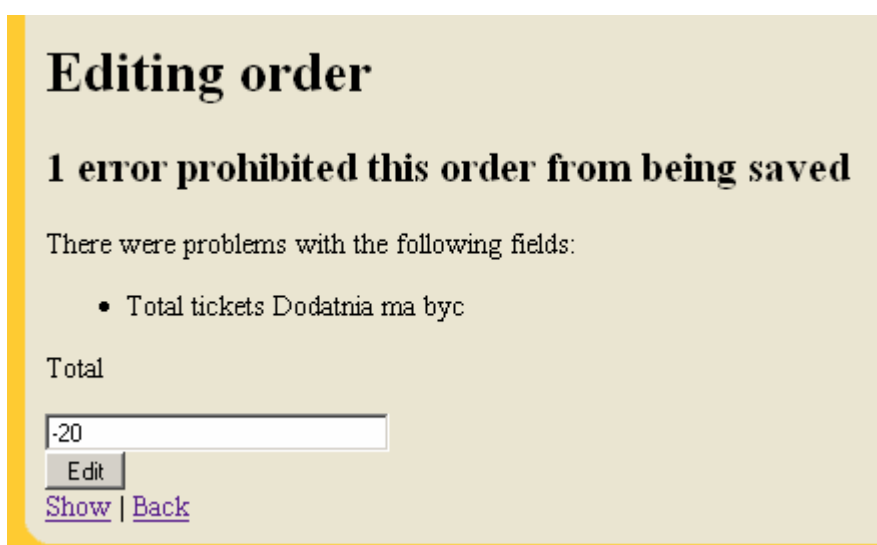 Editing order
1 error prohibited this order from being saved
There were problems with the following fields:
• Total tickets Dodatnia ma byc
Total
-20
Edit
Show | Back